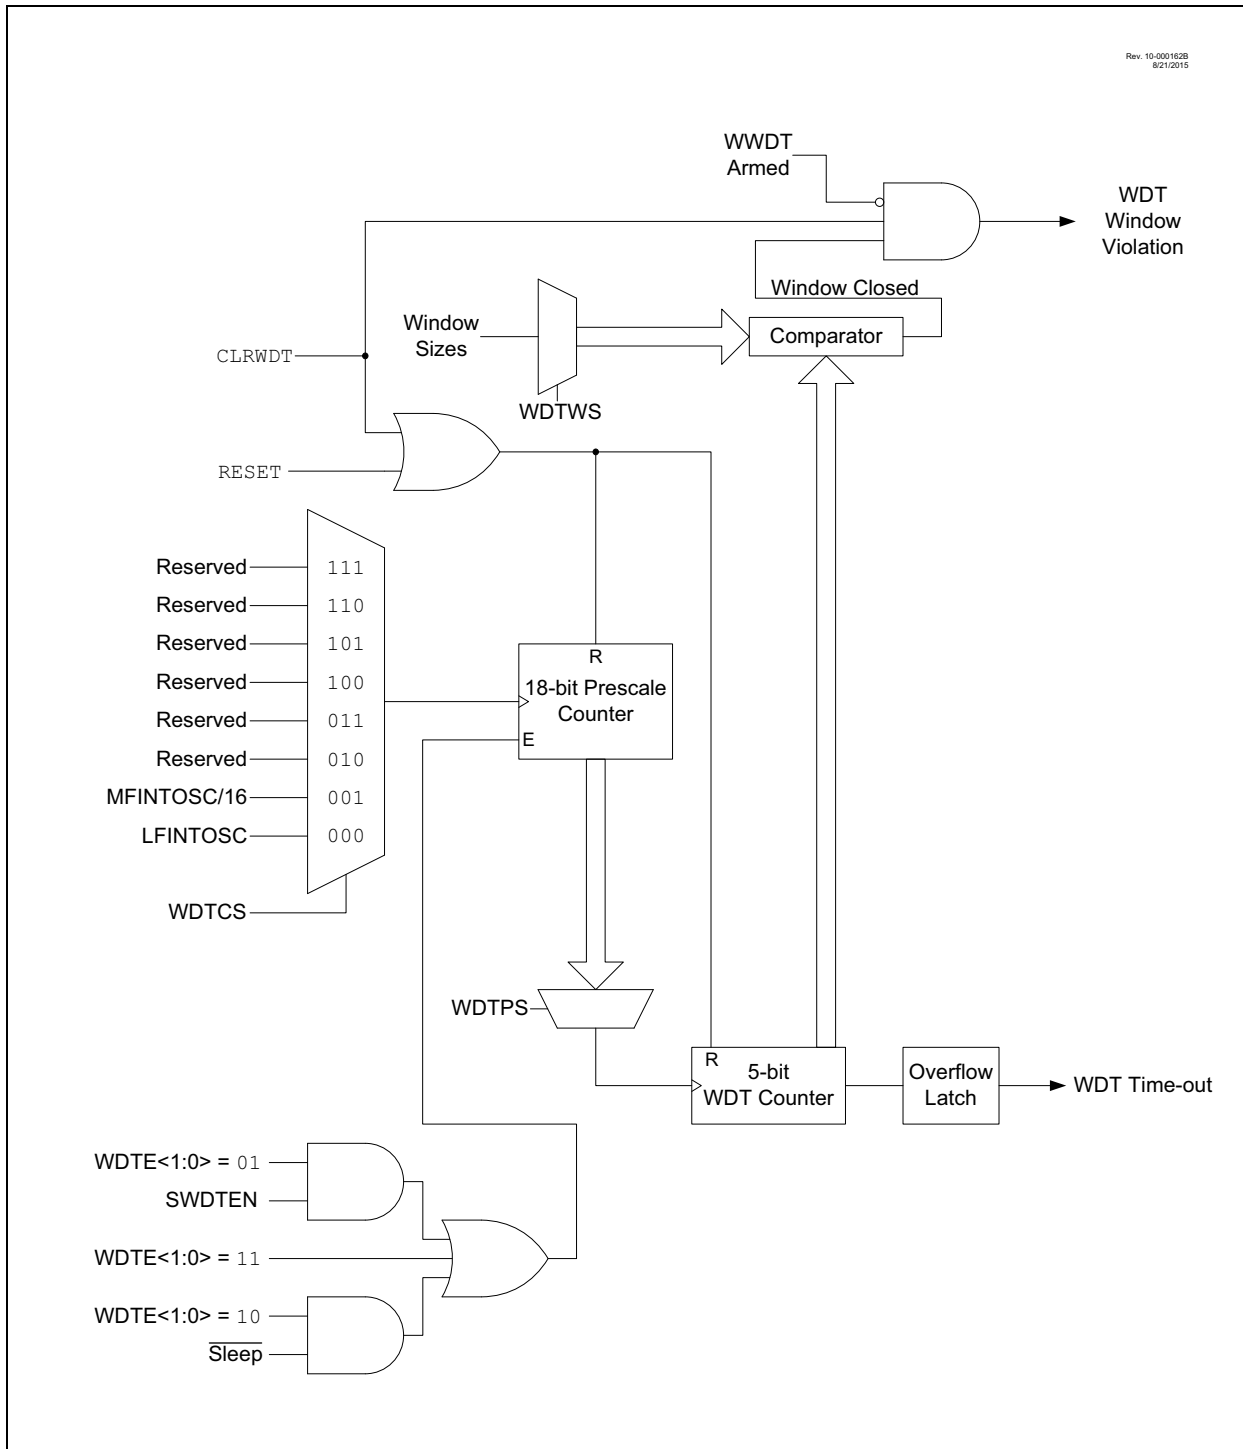 Rev. 10-000162B
8/21/2015
WWDT
Armed
WDT
Window
Violation
Window Closed
Window
Sizes
Comparator
CLRWDT
WDTWS
RESET
Reserved 111
Reserved 110
Reserved 101
Reserved 100
Reserved 011
Reserved 010
MFINTOSC/16 001
LFINTOSC 000
WDTCS
R
18-bit Prescale
Counter
E
WDTPS
R
5-bit
WDT Counter
Overflow
Latch
WDT Time-out
WDTE<1:0> = 01
SWDTEN
WDTE<1:0> = 11
WDTE<1:0> = 10
Sleep